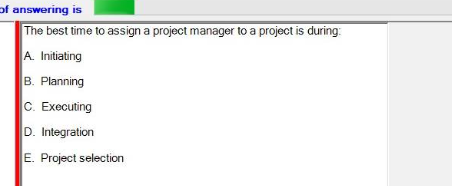 of answering is
The best time to assign a project manager to a project is during:
A. Initiating
B. Planning
C. Executing
D. Integration
E. Project selection